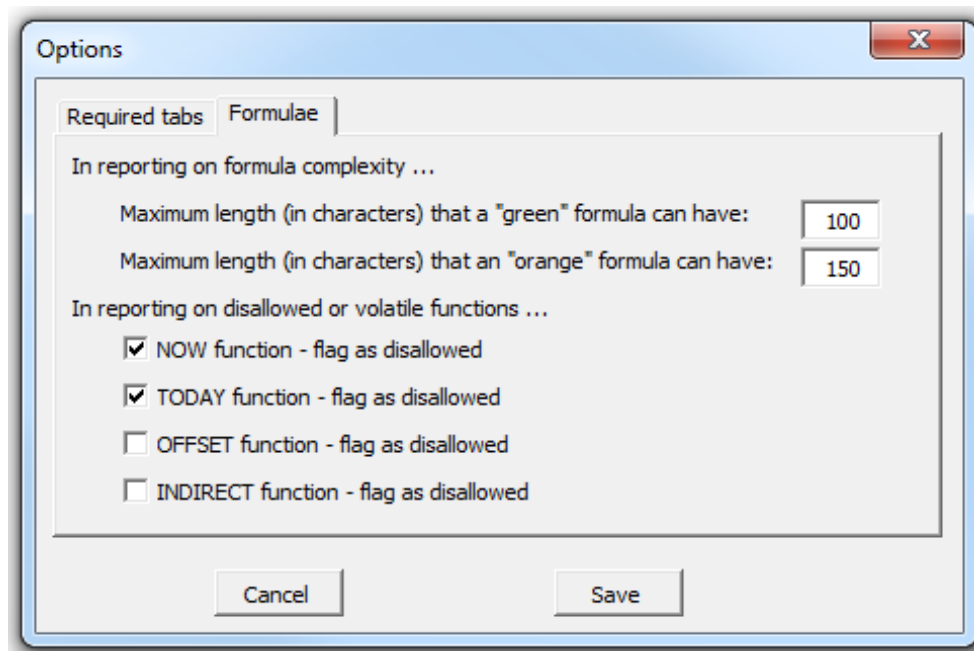 Options
Required tabs Formulae
In reporting on formula complexity ...
Maximum length (in characters) that a "green" formula can have: 100
Maximum length (in characters) that an "orange" formula can have: 150
In reporting on disallowed or volatile functions ...
NOW function - flag as disallowed
TODAY function - flag as disallowed
OFFSET function - flag as disallowed
INDIRECT function - flag as disallowed
Cancel Save